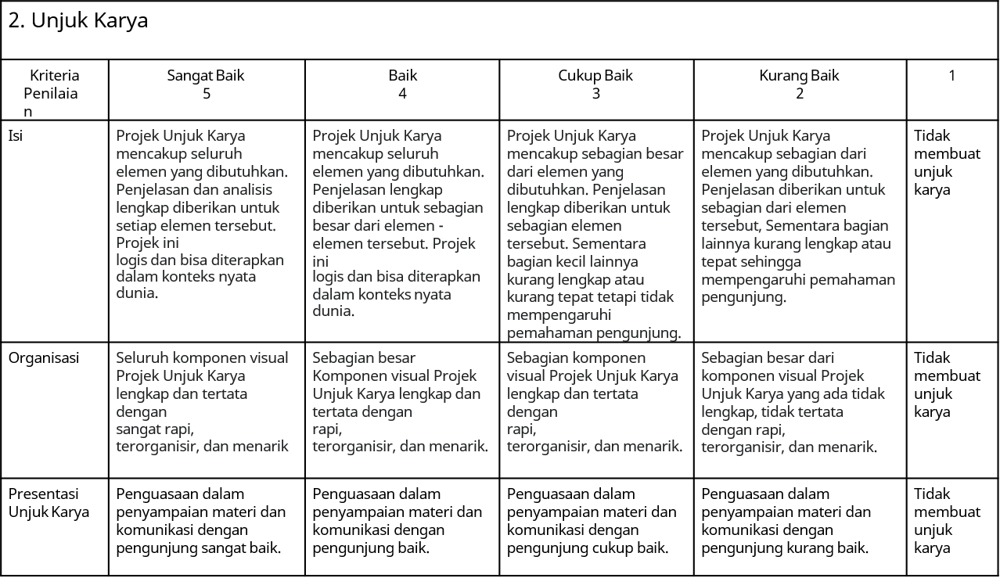 2. Unjuk Karya
Kriteria
Penilaia
n
Sangat Baik
5
Baik
4
Cukup Baik
3
Kurang Baik
2
1
Isi
Projek Unjuk Karya
mencakup seluruh
elemen yang dibutuhkan.
Penjelasan dan analisis
lengkap diberikan untuk
setiap elemen tersebut.
Projek ini
logis dan bisa diterapkan
dalam konteks nyata
dunia.
Projek Unjuk Karya
mencakup seluruh
elemen yang dibutuhkan.
Penjelasan lengkap
diberikan untuk sebagian
besar dari elemen -
elemen tersebut. Projek
ini
logis dan bisa diterapkan
dalam konteks nyata
dunia.
Projek Unjuk Karya
mencakup sebagian besar
dari elemen yang
dibutuhkan. Penjelasan
lengkap diberikan untuk
sebagian elemen
tersebut. Sementara
bagian kecil lainnya
kurang lengkap atau
kurang tepat tetapi tidak
mempengaruhi
pemahaman pengunjung.
Projek Unjuk Karya
mencakup sebagian dari
elemen yang dibutuhkan.
Penjelasan diberikan untuk
sebagian dari elemen
tersebut, Sementara bagian
lainnya kurang lengkap atau
tepat sehingga
mempengaruhi pemahaman
pengunjung.
Tidak
membuat
unjuk
karya
Organisasi
Seluruh komponen visual
Projek Unjuk Karya
lengkap dan tertata
dengan
sangat rapi,
terorganisir, dan menarik
Sebagian besar
Komponen visual Projek
Unjuk Karya lengkap dan
tertata dengan
rapi,
terorganisir, dan menarik.
Sebagian komponen
visual Projek Unjuk Karya
lengkap dan tertata
dengan
rapi,
terorganisir, dan menarik.
Sebagian besar dari
komponen visual Projek
Unjuk Karya yang ada tidak
lengkap, tidak tertata
dengan rapi,
terorganisir, dan menarik.
Tidak
membuat
unjuk
karya
Presentasi
Unjuk Karya
Penguasaan dalam
penyampaian materi dan
komunikasi dengan
pengunjung sangat baik.
Penguasaan dalam
penyampaian materi dan
komunikasi dengan
pengunjung baik.
Penguasaan dalam
penyampaian materi dan
komunikasi dengan
pengunjung cukup baik.
Penguasaan dalam
penyampaian materi dan
komunikasi dengan
pengunjung kurang baik.
Tidak
membuat
unjuk
karya